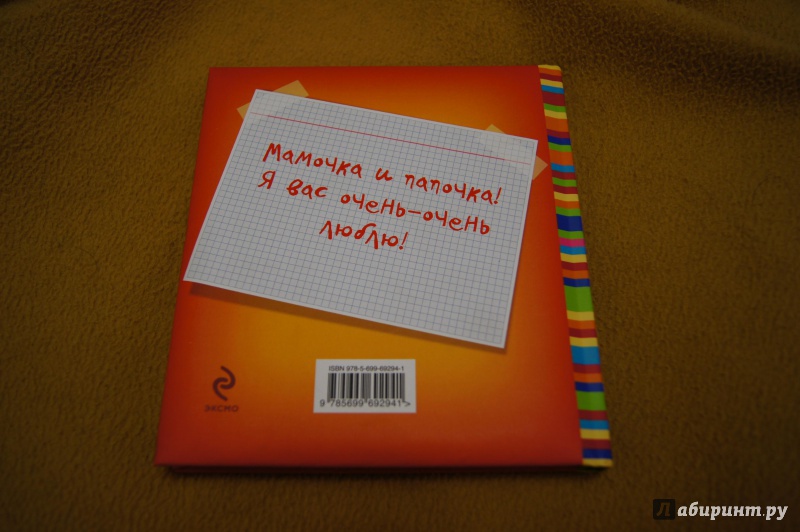 Мамочка и папочка!
Я вас очень-очень
люблю!
ISBN 978-5-699-69294-1
9 785699 692941>
ЭКСМО
Лабиринт.ру